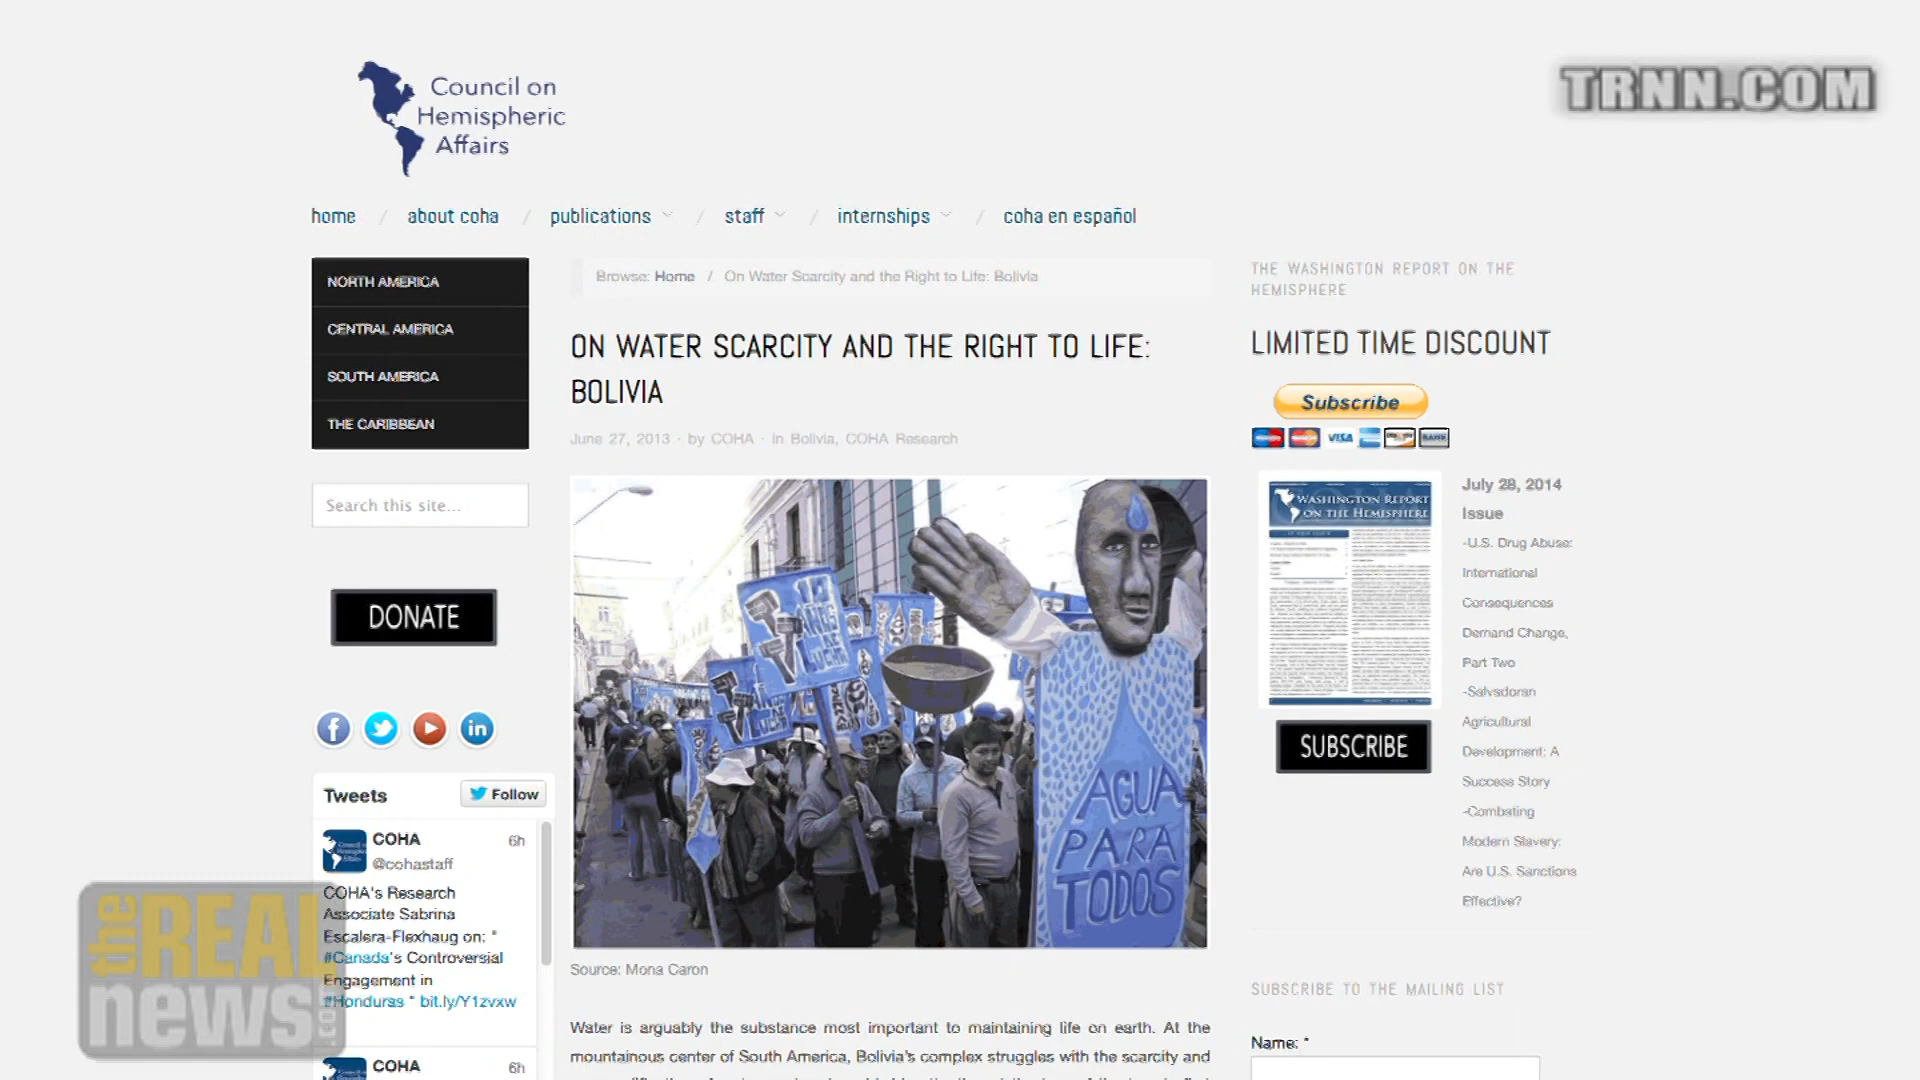 Council on
Hemispheric
Affairs
TRNN.COM
home / about coha / publications / staff / internships / coha en español
NORTH AMERICA
CENTRAL AMERICA
SOUTH AMERICA
THE CARIBBEAN
Search this site...
DONATE
Tweets
Follow
COHA
6h
@cohastaff
COHA's Research
Associate Sabrina
Escalera-Flexhaug on: "
#Canada's Controversial
Engagement in
#Honduras " bit.ly/Y1zvxw
COHA
6h
the REAL
news.com
Browse: Home / On Water Scarcity and the Right to Life: Bolivia
ON WATER SCARCITY AND THE RIGHT TO LIFE:
BOLIVIA
June 27, 2013 · by COHA · in Bolivia, COHA Research
AGUA
PARA
TODOS
Source: Mona Caron
Water is arguably the substance most important to maintaining life on earth. At the
mountainous center of South America, Bolivia's complex struggles with the scarcity and
THE WASHINGTON REPORT ON THE
HEMISPHERE
LIMITED TIME DISCOUNT
Subscribe
VISA
WASHINGTON REPORT
ON THE HEMISPHERE
SUBSCRIBE
July 28, 2014
Issue
-U.S. Drug Abuse:
International
Consequences
Demand Change,
Part Two
-Salvadoran
Agricultural
Development: A
Success Story
-Combating
Modern Slavery:
Are U.S. Sanctions
Effective?
SUBSCRIBE TO THE MAILING LIST
Name: *